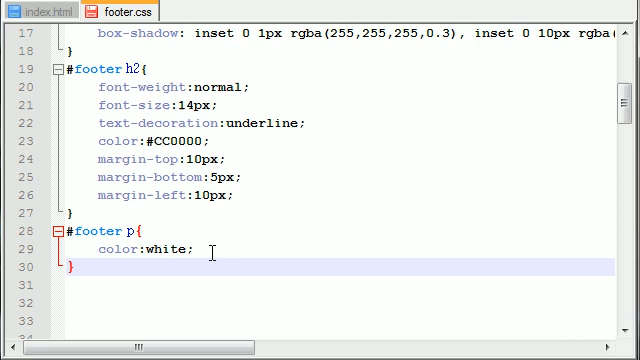 index.html footer.css
17 box-shadow: inset 0 1px rgba(255,255,255,0.3), inset 0 10px rgba(
18 }
19 #footer h2{
20 font-weight:normal;
21 font-size:14px;
22 text-decoration:underline;
23 color:#CC0000;
24 margin-top:10px;
25 margin-bottom:5px;
26 margin-left:10px;
27 }
28 #footer p{
29 color:white;
30 }
31
32
33
34